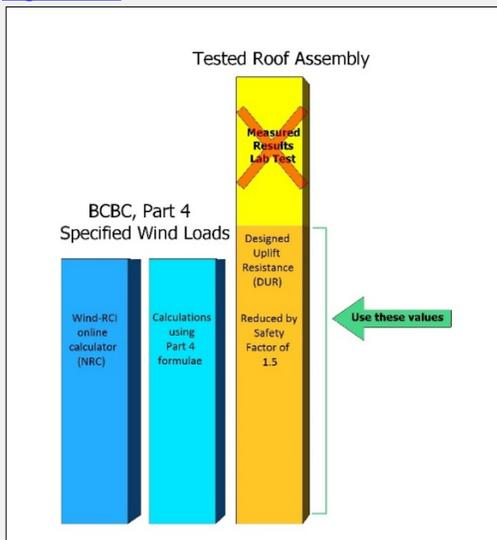 Tested Roof Assembly
Measured
Results
Lab Test
BCBC, Part 4
Specified Wind Loads
Designed
Uplift
Resistance
(DUR)
Reduced by
Safety
Factor of
1.5
Wind-RCI
online
calculator
(NRC)
Calculations
using
Part 4
formulae
Use these values